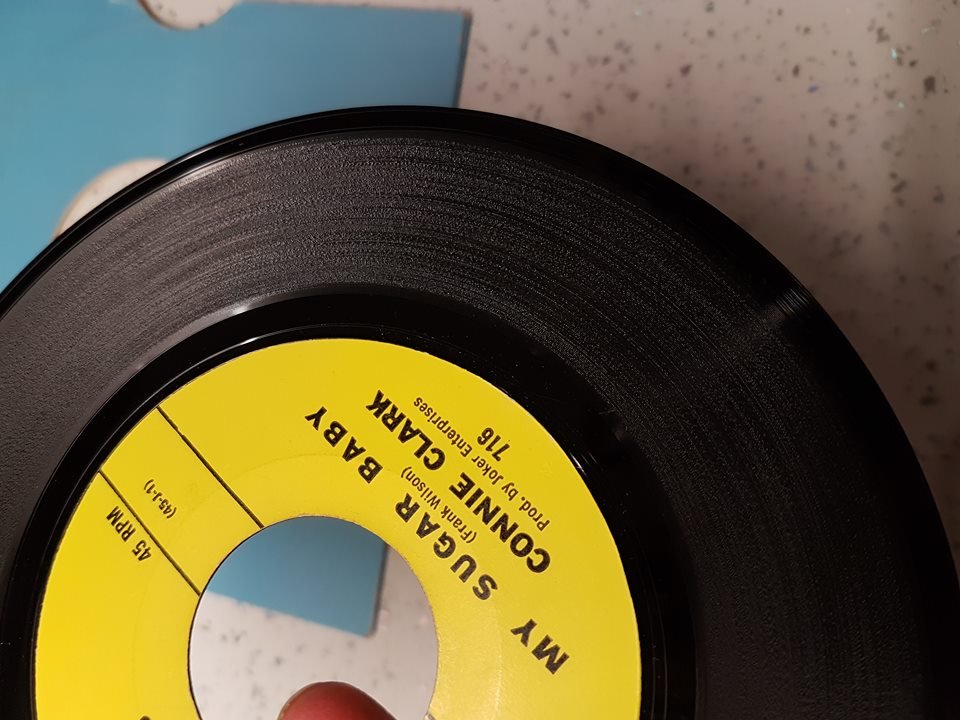 MY SUGAR BABY
(Frank Wilson)
CONNIE CLARK
Prod. by Joker Enterprises
716
(45-J-1)
45 RPM